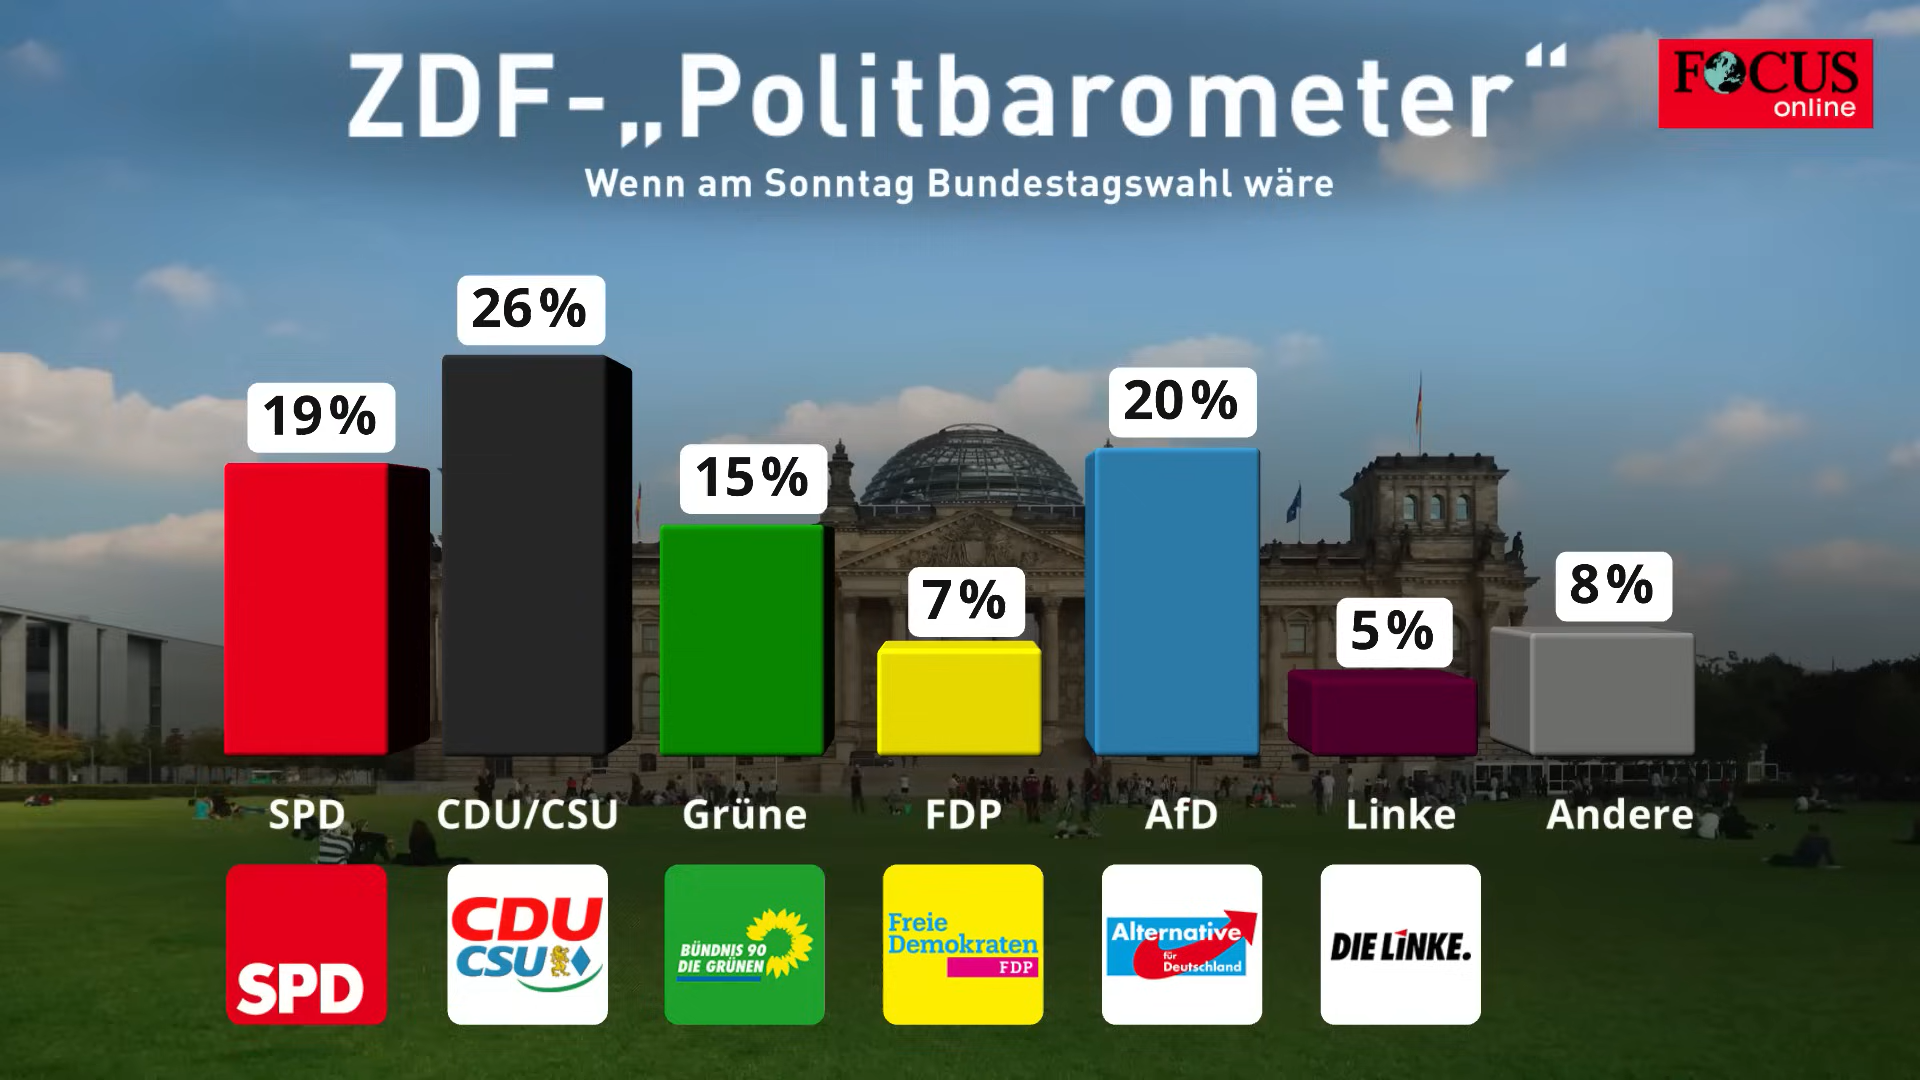 ZDF-„Politbarometer“
FOCUS
online
Wenn am Sonntag Bundestagswahl wäre
19%
26%
15%
7%
20%
5%
8%
SPD
CDU/CSU
Grüne
FDP
AfD
Linke
Andere
SPD
CDU
CSU
BÜNDNIS 90
DIE GRÜNEN
Freie
Demokraten
FDP
Alternative
für
Deutschland
DIE LINKE.